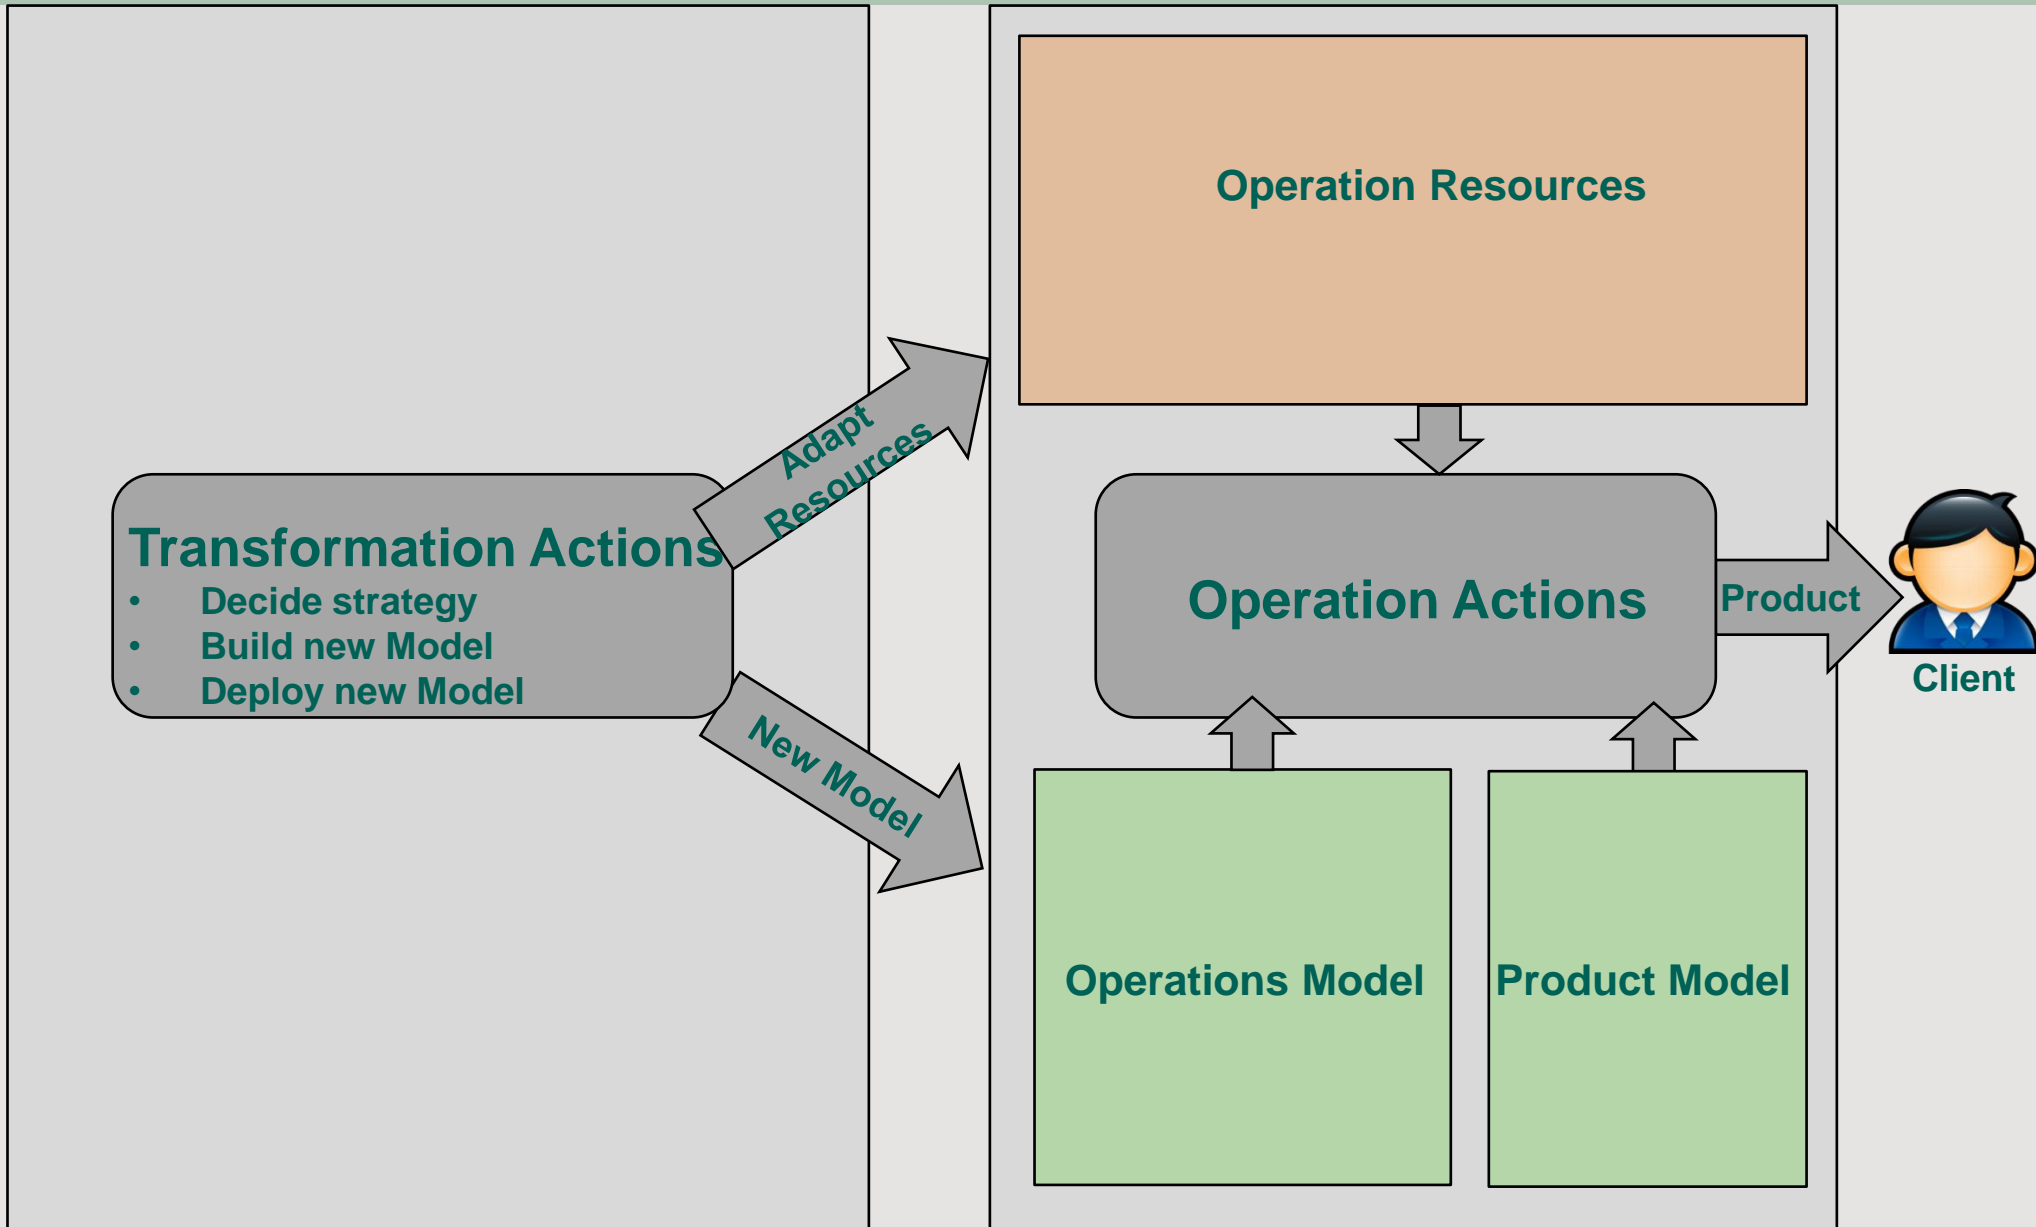 Operation Resources
Adapt
Resources
Transformation Actions
• Decide strategy
• Build new Model
• Deploy new Model
Operation Actions
Product
Client
New Model
Operations Model
Product Model